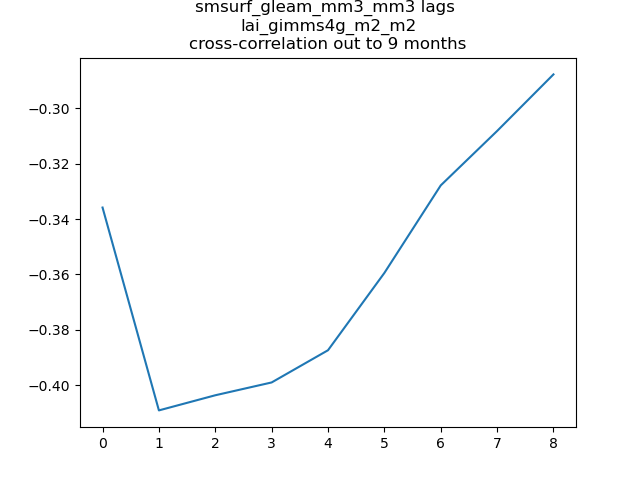 smsurf_gleam_mm3_mm3 lags
lai_gimms4g_m2_m2
cross-correlation out to 9 months
−0.30
−0.32
−0.34
−0.36
−0.38
−0.40
0 1 2 3 4 5 6 7 8